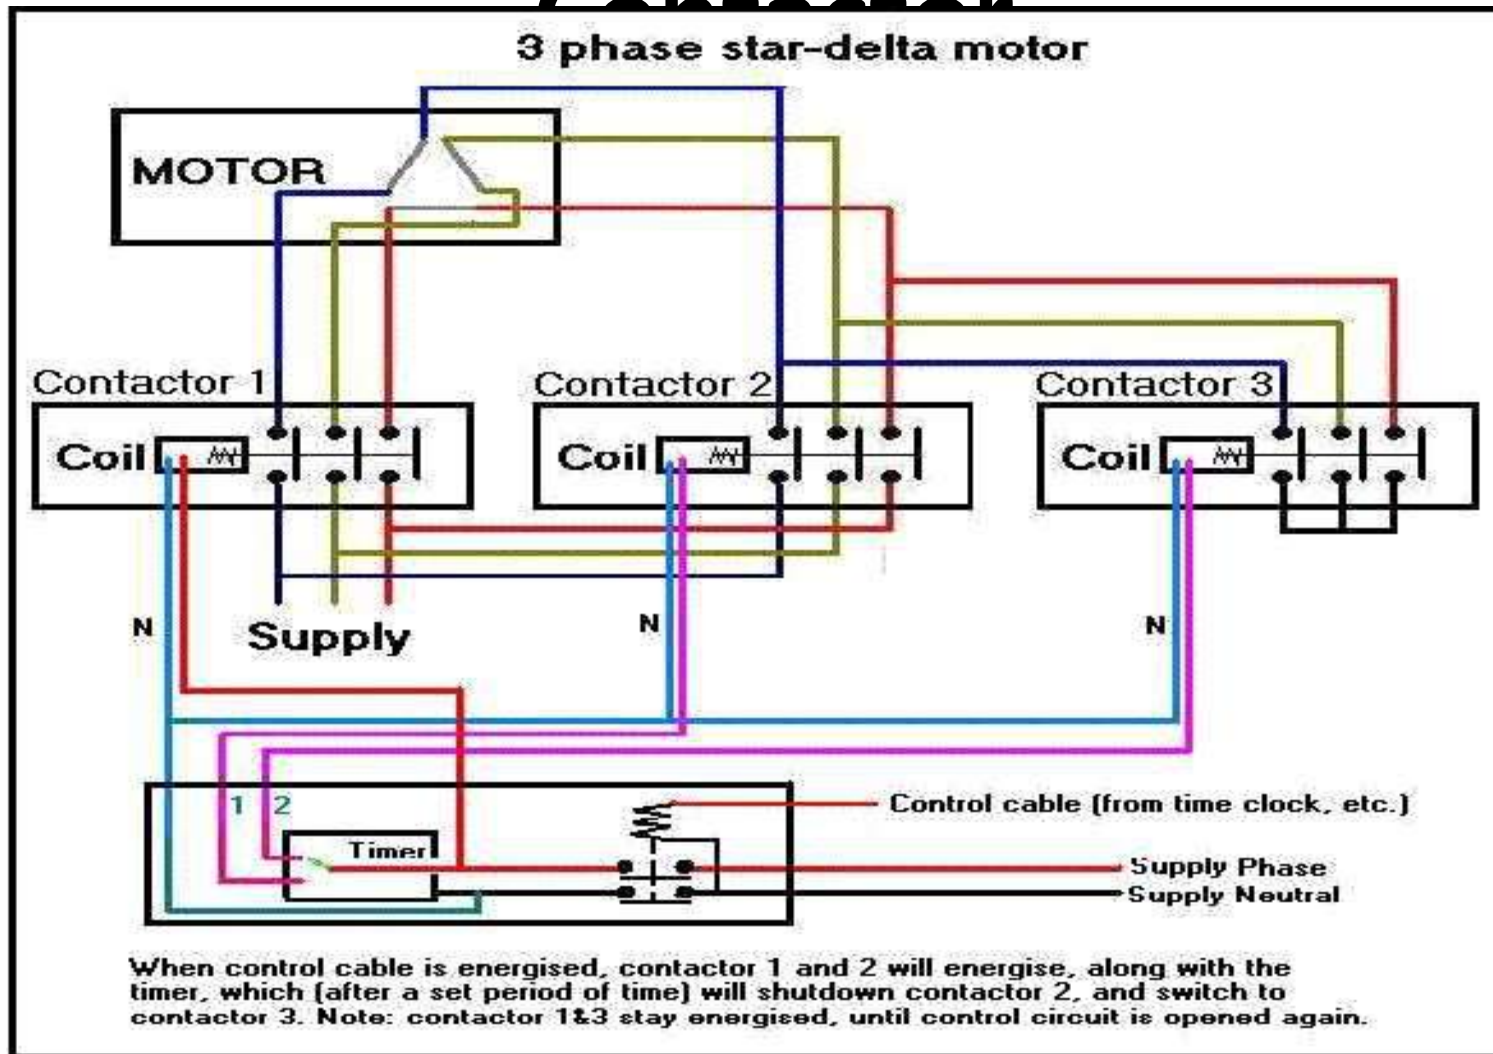 Contactor
3 phase star-delta motor
MOTOR
Contactor 1
Contactor 2
Contactor 3
Coil
Coil
Coil
N
Supply
N
N
1 2
Timer
Control cable (from time clock, etc.)
Supply Phase
Supply Neutral
When control cable is energised, contactor 1 and 2 will energise, along with the
timer, which (after a set period of time) will shutdown contactor 2, and switch to
contactor 3. Note: contactor 1&3 stay energised, until control circuit is opened again.